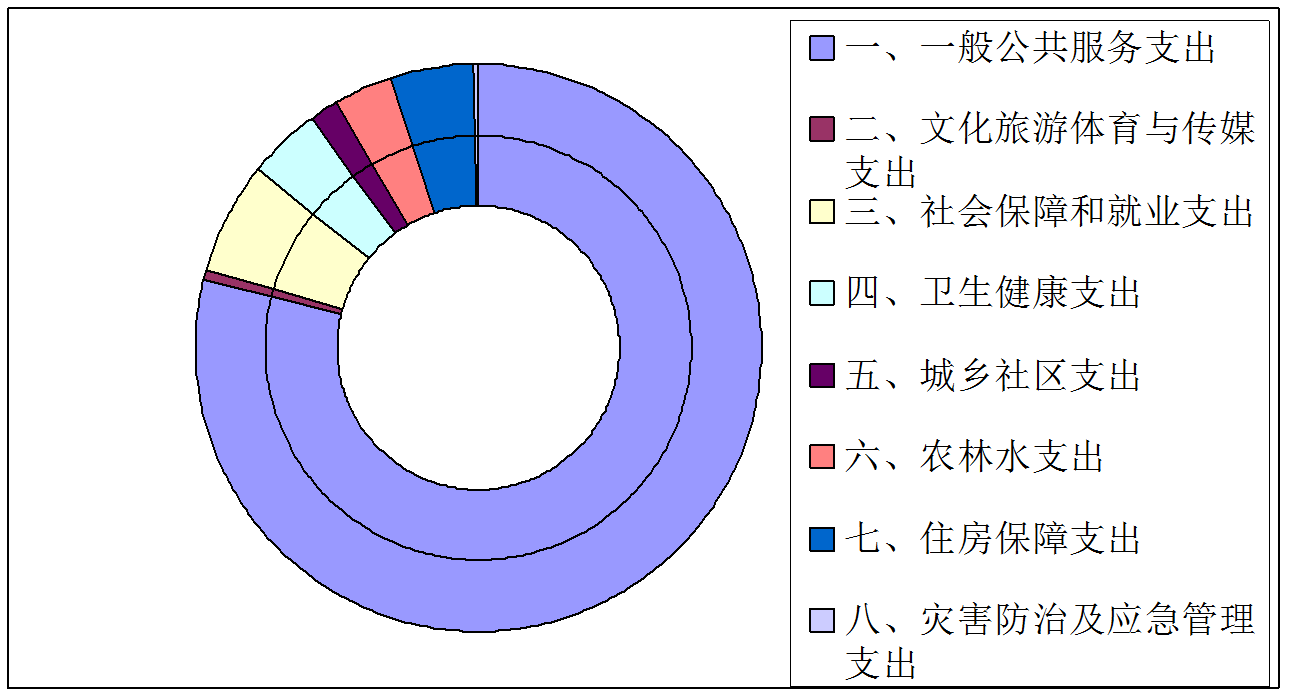 一、一般公共服务支出
二、文化旅游体育与传媒
支出
三、社会保障和就业支出
四、卫生健康支出
五、城乡社区支出
六、农林水支出
七、住房保障支出
八、灾害防治及应急管理
支出